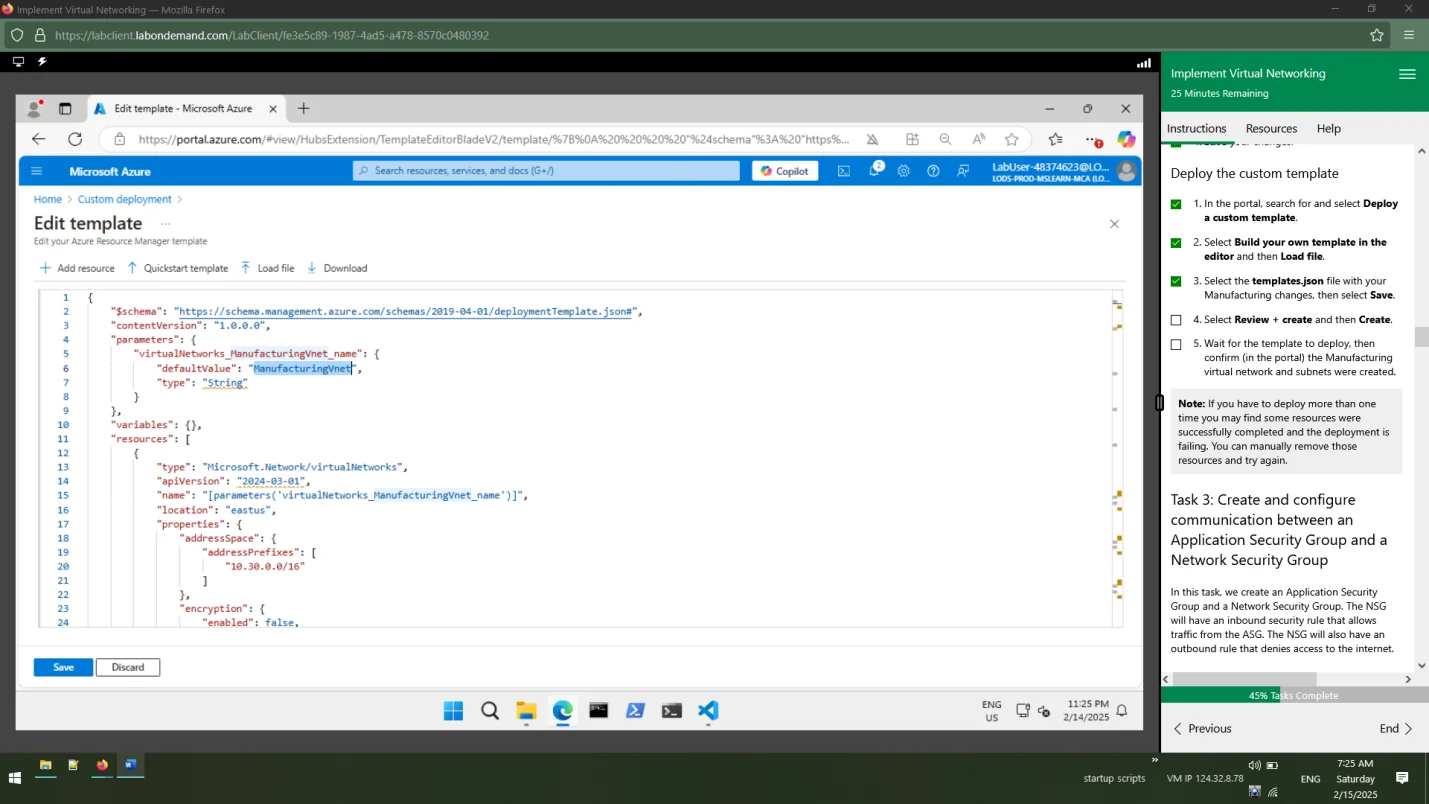 Implement Virtual Networking — Mozilla Firefox
https://labclient.labondemand.com/LabClient/fe3e5c89-1987-4ad5-a478-8570c0480392
Edit template - Microsoft Azure
https://portal.azure.com/#view/HubsExtension/TemplateEditorBladeV2/template/%7B%0A%20%20%20%20"%24schema"%3A%20"https%...
Microsoft Azure
Search resources, services, and docs (G+/)
Copilot
2
LabUser-48374623@LO...
LODS-PROD-MSLEARN-MCA (LO...
Home > Custom deployment >
Edit template ...
Edit your Azure Resource Manager template
Add resource
Quickstart template
Load file
Download
1 {
2 "$schema": "https://schema.management.azure.com/schemas/2019-04-01/deploymentTemplate.json#",
3 "contentVersion": "1.0.0.0",
4 "parameters": {
5 "virtualNetworks_ManufacturingVnet_name": {
6 "defaultValue": "ManufacturingVnet",
7 "type": "String"
8 }
9 },
10 "variables": {},
11 "resources": [
12 {
13 "type": "Microsoft.Network/virtualNetworks",
14 "apiVersion": "2024-03-01",
15 "name": "[parameters('virtualNetworks_ManufacturingVnet_name')]",
16 "location": "eastus",
17 "properties": {
18 "addressSpace": {
19 "addressPrefixes": [
20 "10.30.0.0/16"
21 ]
22 },
23 "encryption": {
24 "enabled": false,
Save
Discard
ENG
US
11:25 PM
2/14/2025
Implement Virtual Networking
25 Minutes Remaining
Instructions
Resources
Help
Deploy the custom template
1. In the portal, search for and select Deploy
a custom template.
2. Select Build your own template in the
editor and then Load file.
3. Select the templates.json file with your
Manufacturing changes, then select Save.
4. Select Review + create and then Create.
5. Wait for the template to deploy, then
confirm (in the portal) the Manufacturing
virtual network and subnets were created.
Note: If you have to deploy more than one
time you may find some resources were
successfully completed and the deployment is
failing. You can manually remove those
resources and try again.
Task 3: Create and configure
communication between an
Application Security Group and a
Network Security Group
In this task, we create an Application Security
Group and a Network Security Group. The NSG
will have an inbound security rule that allows
traffic from the ASG. The NSG will also have an
outbound rule that denies access to the internet.
45% Tasks Complete
Previous
End
startup scripts
»
VM IP 124.32.8.78
ENG
7:25 AM
Saturday
2/15/2025